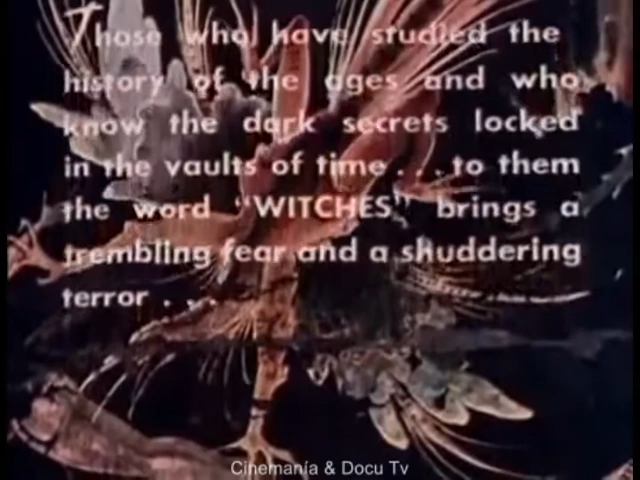 Those who have studied the
history of the ages and who
know the dark secrets locked
in the vaults of time . . . to them
the word "WITCHES" brings a
trembling fear and a shuddering
terror . . .
Cinemanía & Docu Tv